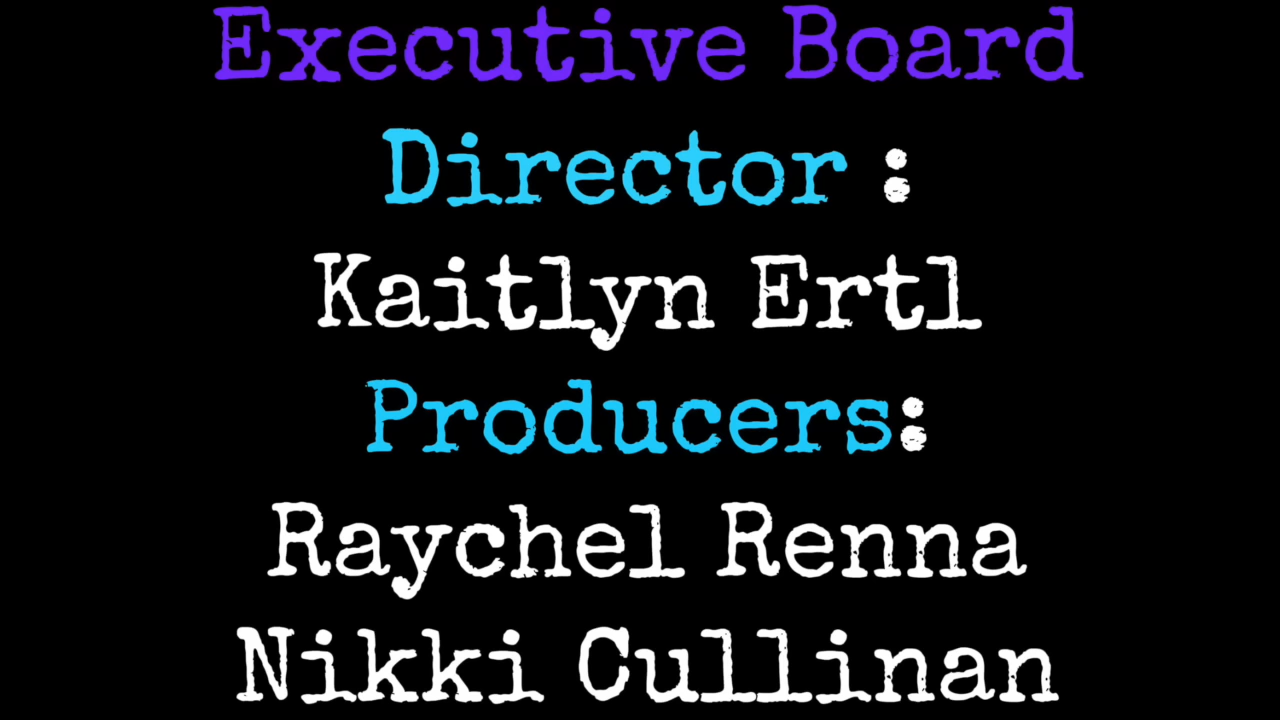 Executive Board
Director :
Kaitlyn Ertl
Producers:
Raychel Renna
Nikki Cullinan